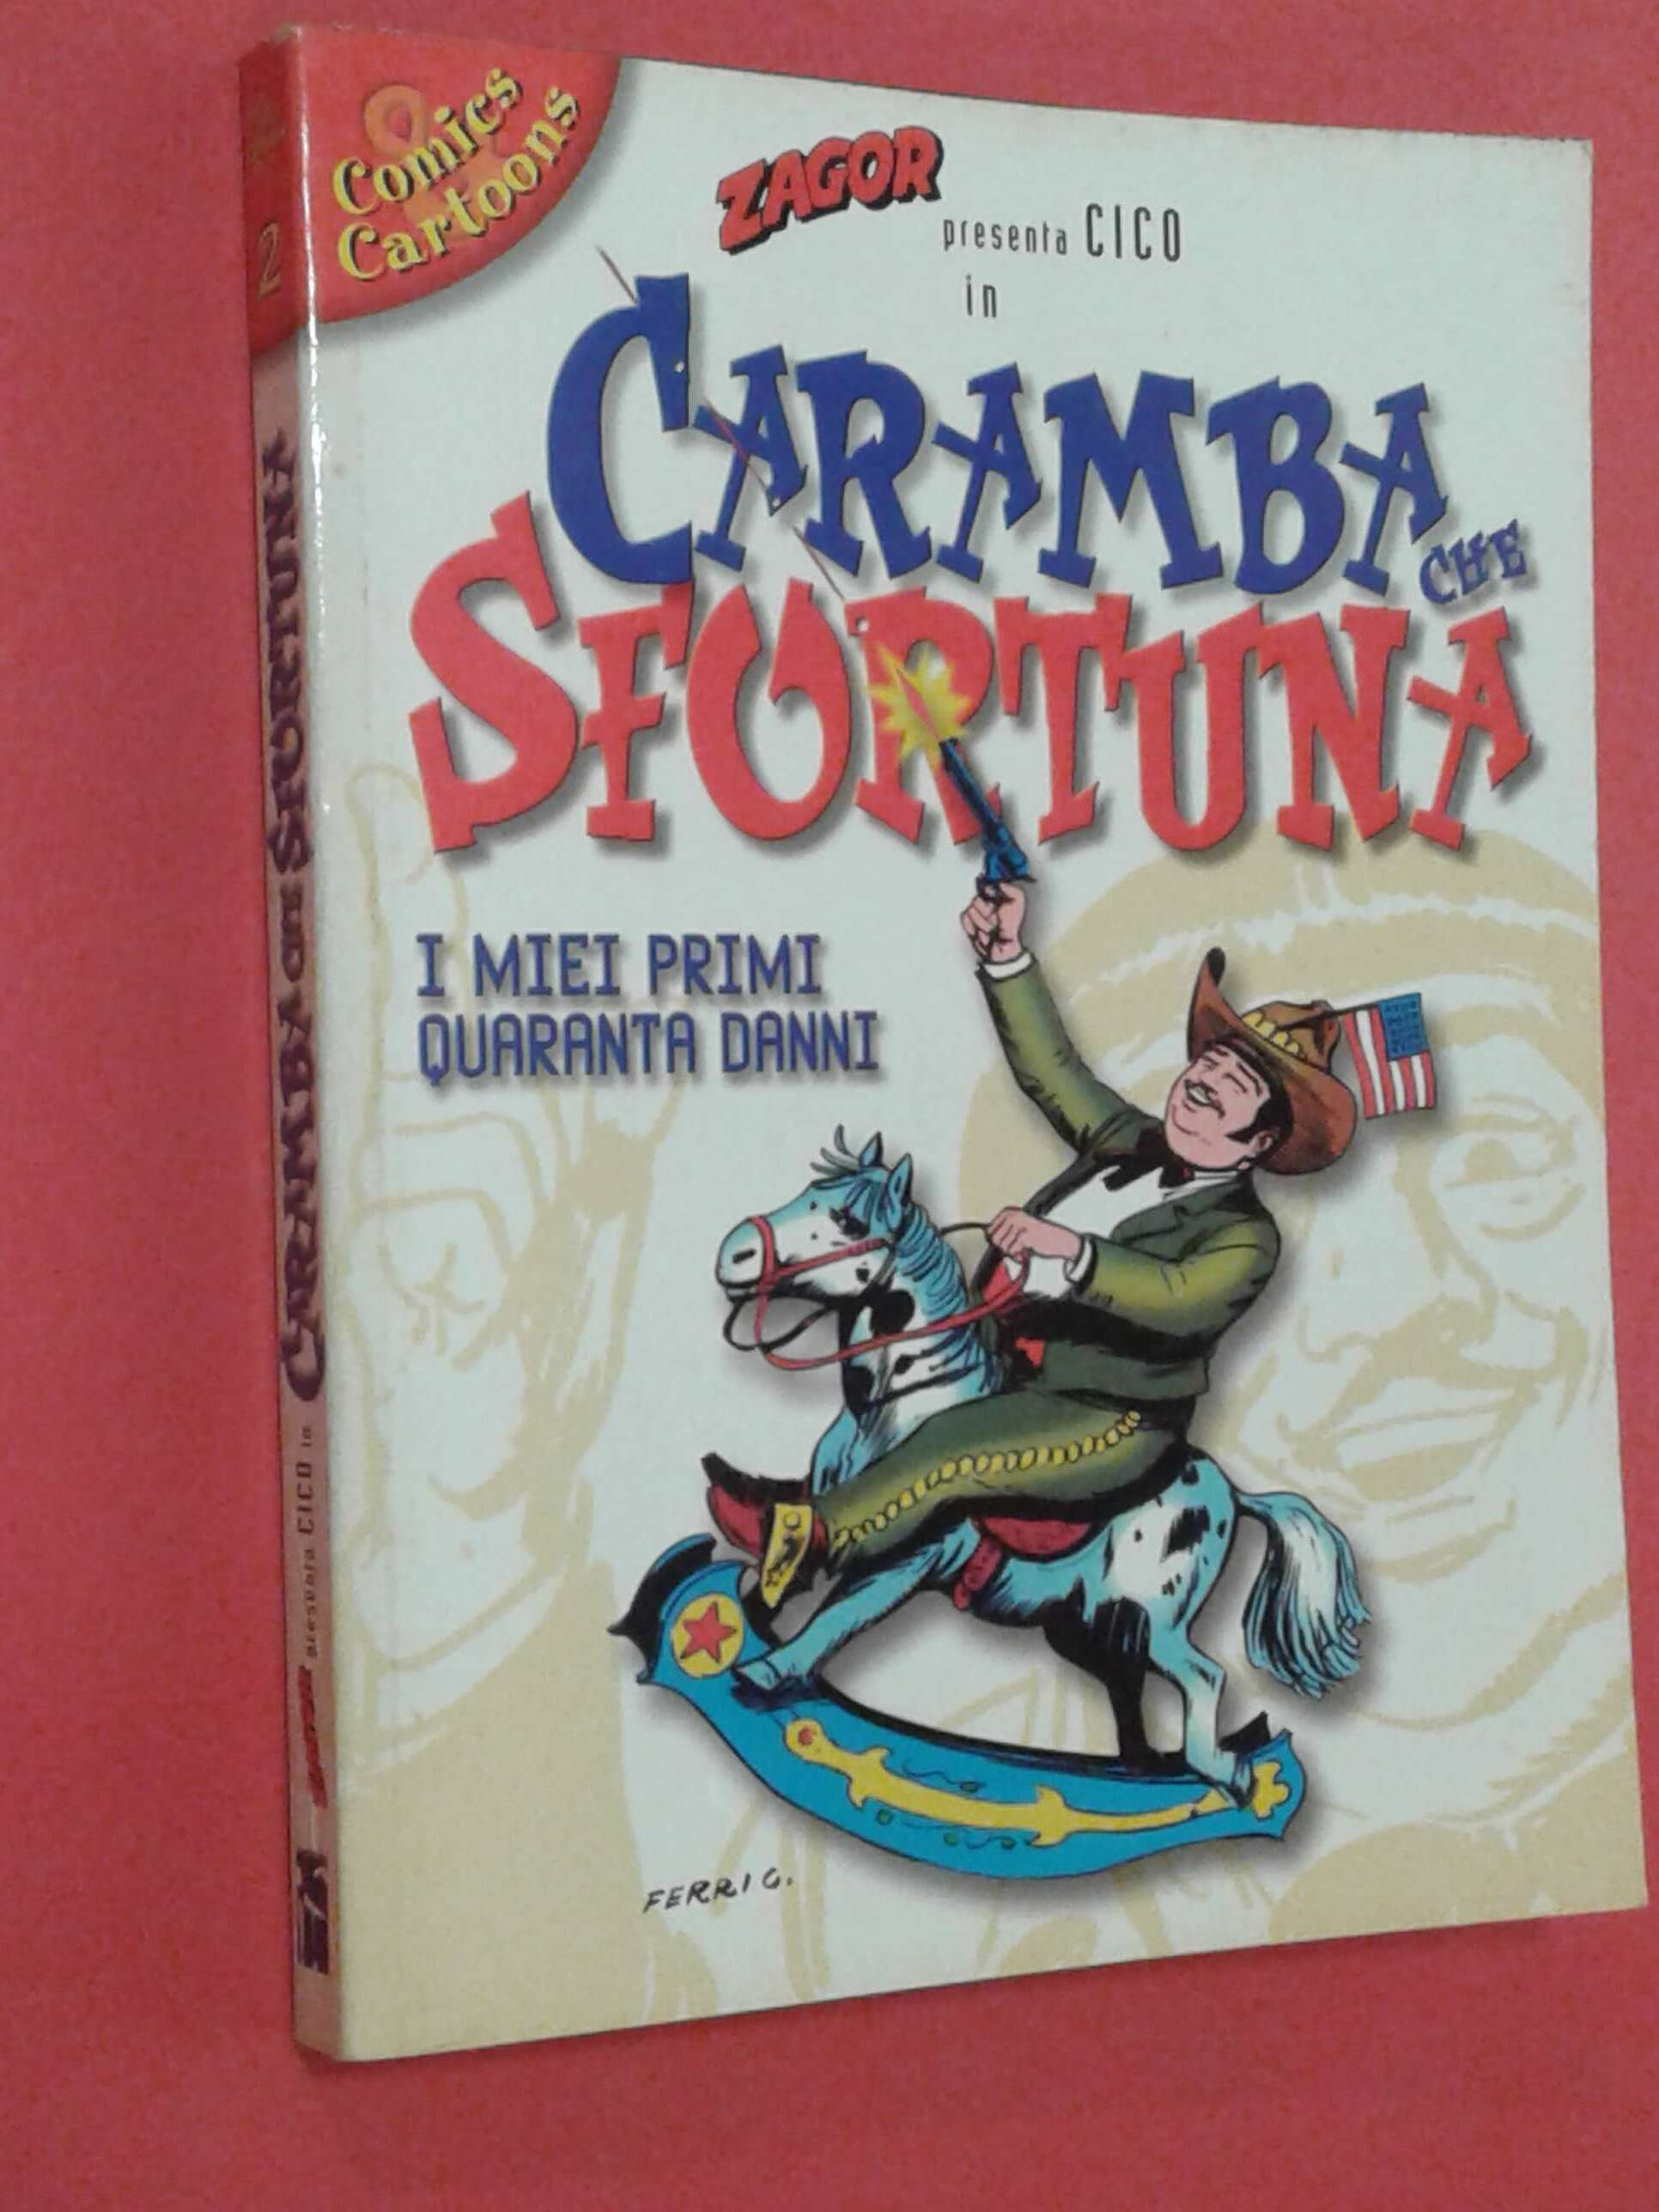 Comics
&
Cartoons
2
ZAGOR
presenta CICO
in
CARAMBA
CHE
SFORTUNA
I MIEI PRIMI
QUARANTA DANNI
FERRI G.
presenta CICO in CARAMBA CHE SFORTUNA